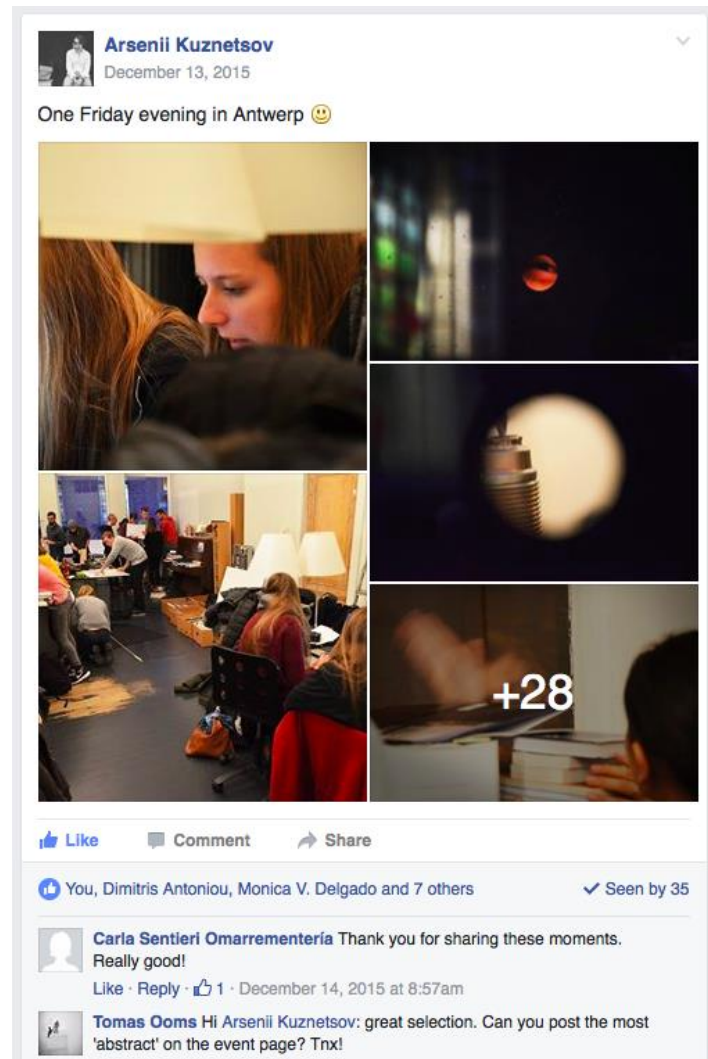 Arsenii Kuznetsov
December 13, 2015
One Friday evening in Antwerp
+28
Like Comment Share
You, Dimitris Antoniou, Monica V. Delgado and 7 others Seen by 35
Carla Sentieri Omarrementería Thank you for sharing these moments.
Really good!
Like · Reply · 1 · December 14, 2015 at 8:57am
Tomas Ooms Hi Arsenii Kuznetsov: great selection. Can you post the most
'abstract' on the event page? Tnx!